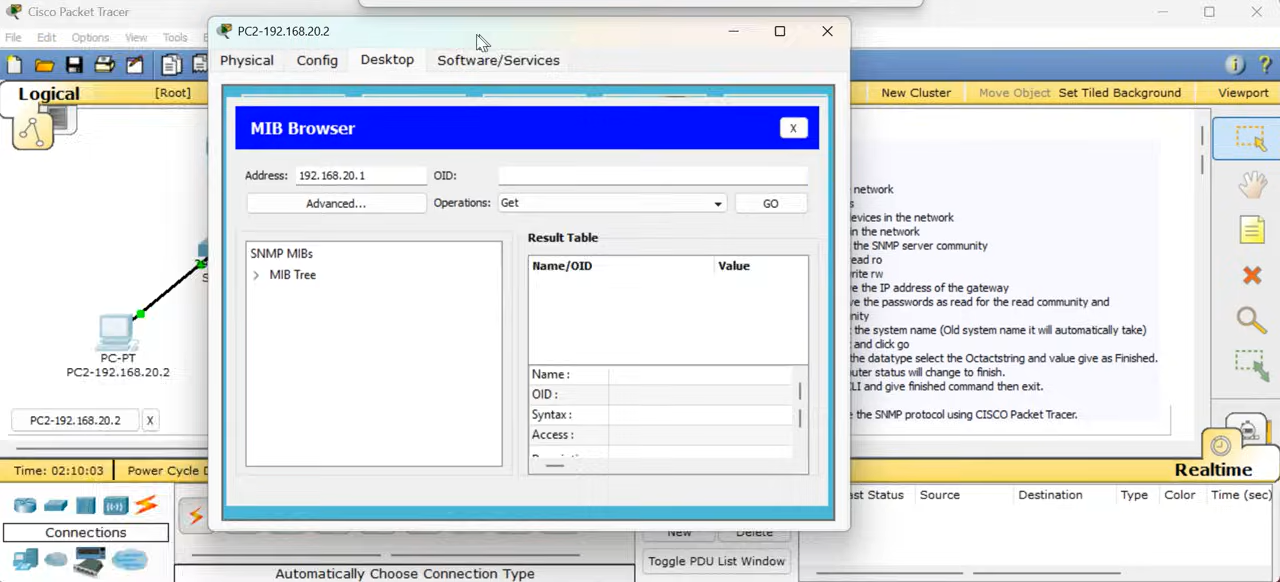 Cisco Packet Tracer
PC2-192.168.20.2
File Edit Options View Tools
Physical Config Desktop Software/Services
Logical [Root] New Cluster Move Object Set Tiled Background Viewport
MIB Browser X
Address: 192.168.20.1 OID:
Advanced... Operations: Get GO
SNMP MIBs
MIB Tree
Result Table
Name/OID Value
Name :
OID :
Syntax :
Access :
network
evices in the network
in the network
the SNMP server community
ead ro
rite rw
e the IP address of the gateway
ve the passwords as read for the read community and
nity
t the system name (Old system name it will automatically take)
and click go
the datatype select the Octactstring and value give as Finished.
uter status will change to finish.
CLI and give finished command then exit.
e the SNMP protocol using CISCO Packet Tracer.
PC-PT
PC2-192.168.20.2
PC2-192.168.20.2 X
Time: 02:10:03 Power Cycle D
Realtime
Connections
Automatically Choose Connection Type
New Delete
Toggle PDU List Window
ast Status Source Destination Type Color Time (sec)